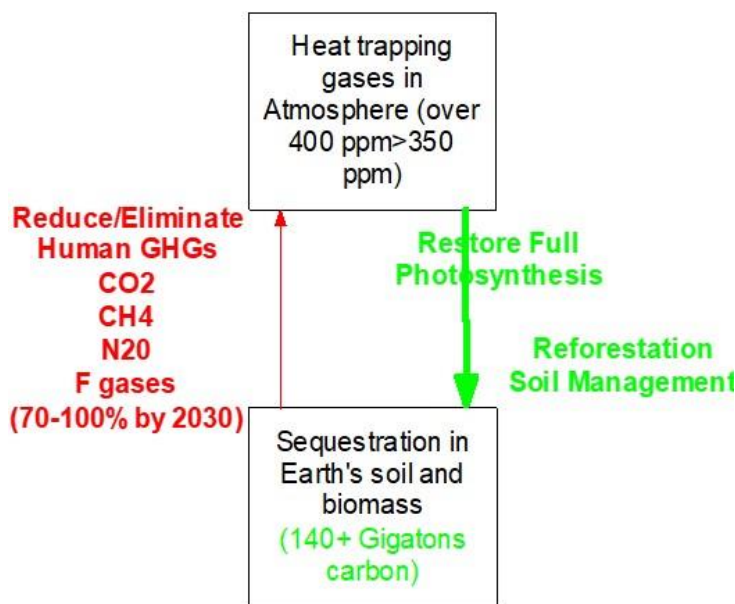 Heat trapping
gases in
Atmosphere (over
400 ppm>350
ppm)
Reduce/Eliminate
Human GHGs
CO2
CH4
N20
F gases
(70-100% by 2030)
Restore Full
Photosynthesis
Reforestation
Soil Management
Sequestration in
Earth's soil and
biomass
(140+ Gigatons
carbon)